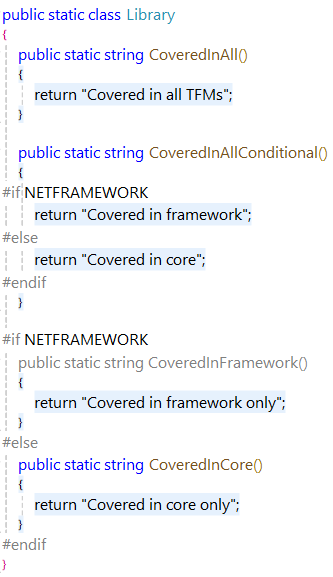 public static class Library
{
    public static string CoveredInAll()
    {
        return "Covered in all TFMs";
    }

    public static string CoveredInAllConditional()
    {
#if NETFRAMEWORK
        return "Covered in framework";
#else
        return "Covered in core";
#endif
    }

#if NETFRAMEWORK
    public static string CoveredInFramework()
    {
        return "Covered in framework only";
    }
#else
    public static string CoveredInCore()
    {
        return "Covered in core only";
    }
#endif
}